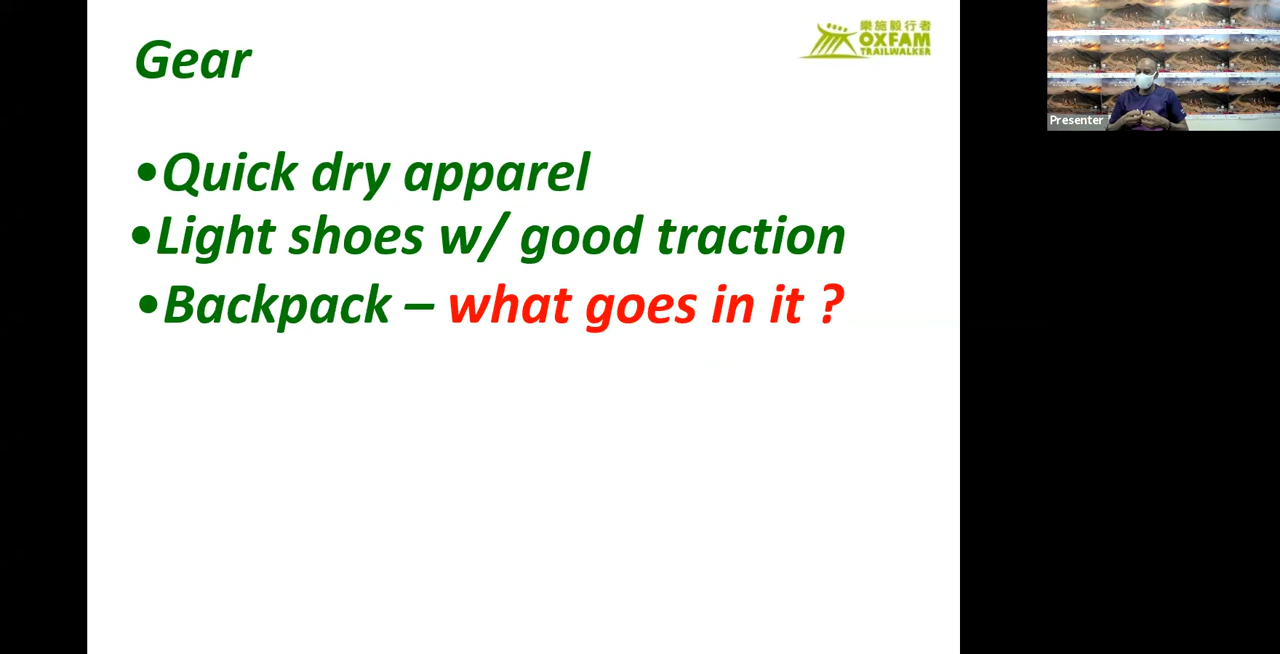 Gear
樂施毅行者
OXFAM
TRAILWALKER
•Quick dry apparel
•Light shoes w/ good traction
•Backpack – what goes in it ?
Presenter